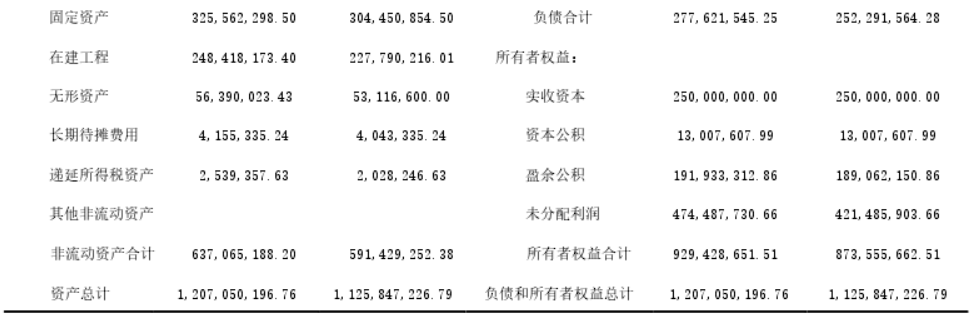 固定资产 325,562,298.50 304,450,854.50 负债合计 277,621,545.25 252,291,564.28
在建工程 248,418,173.40 227,790,216.01 所有者权益：
无形资产 56,390,023.43 53,116,600.00 实收资本 250,000,000.00 250,000,000.00
长期待摊费用 4,155,335.24 4,043,335.24 资本公积 13,007,607.99 13,007,607.99
递延所得税资产 2,539,357.63 2,028,246.63 盈余公积 191,933,312.86 189,062,150.86
其他非流动资产 未分配利润 474,487,730.66 421,485,903.66
非流动资产合计 637,065,188.20 591,429,252.38 所有者权益合计 929,428,651.51 873,555,662.51
资产总计 1,207,050,196.76 1,125,847,226.79 负债和所有者权益总计 1,207,050,196.76 1,125,847,226.79